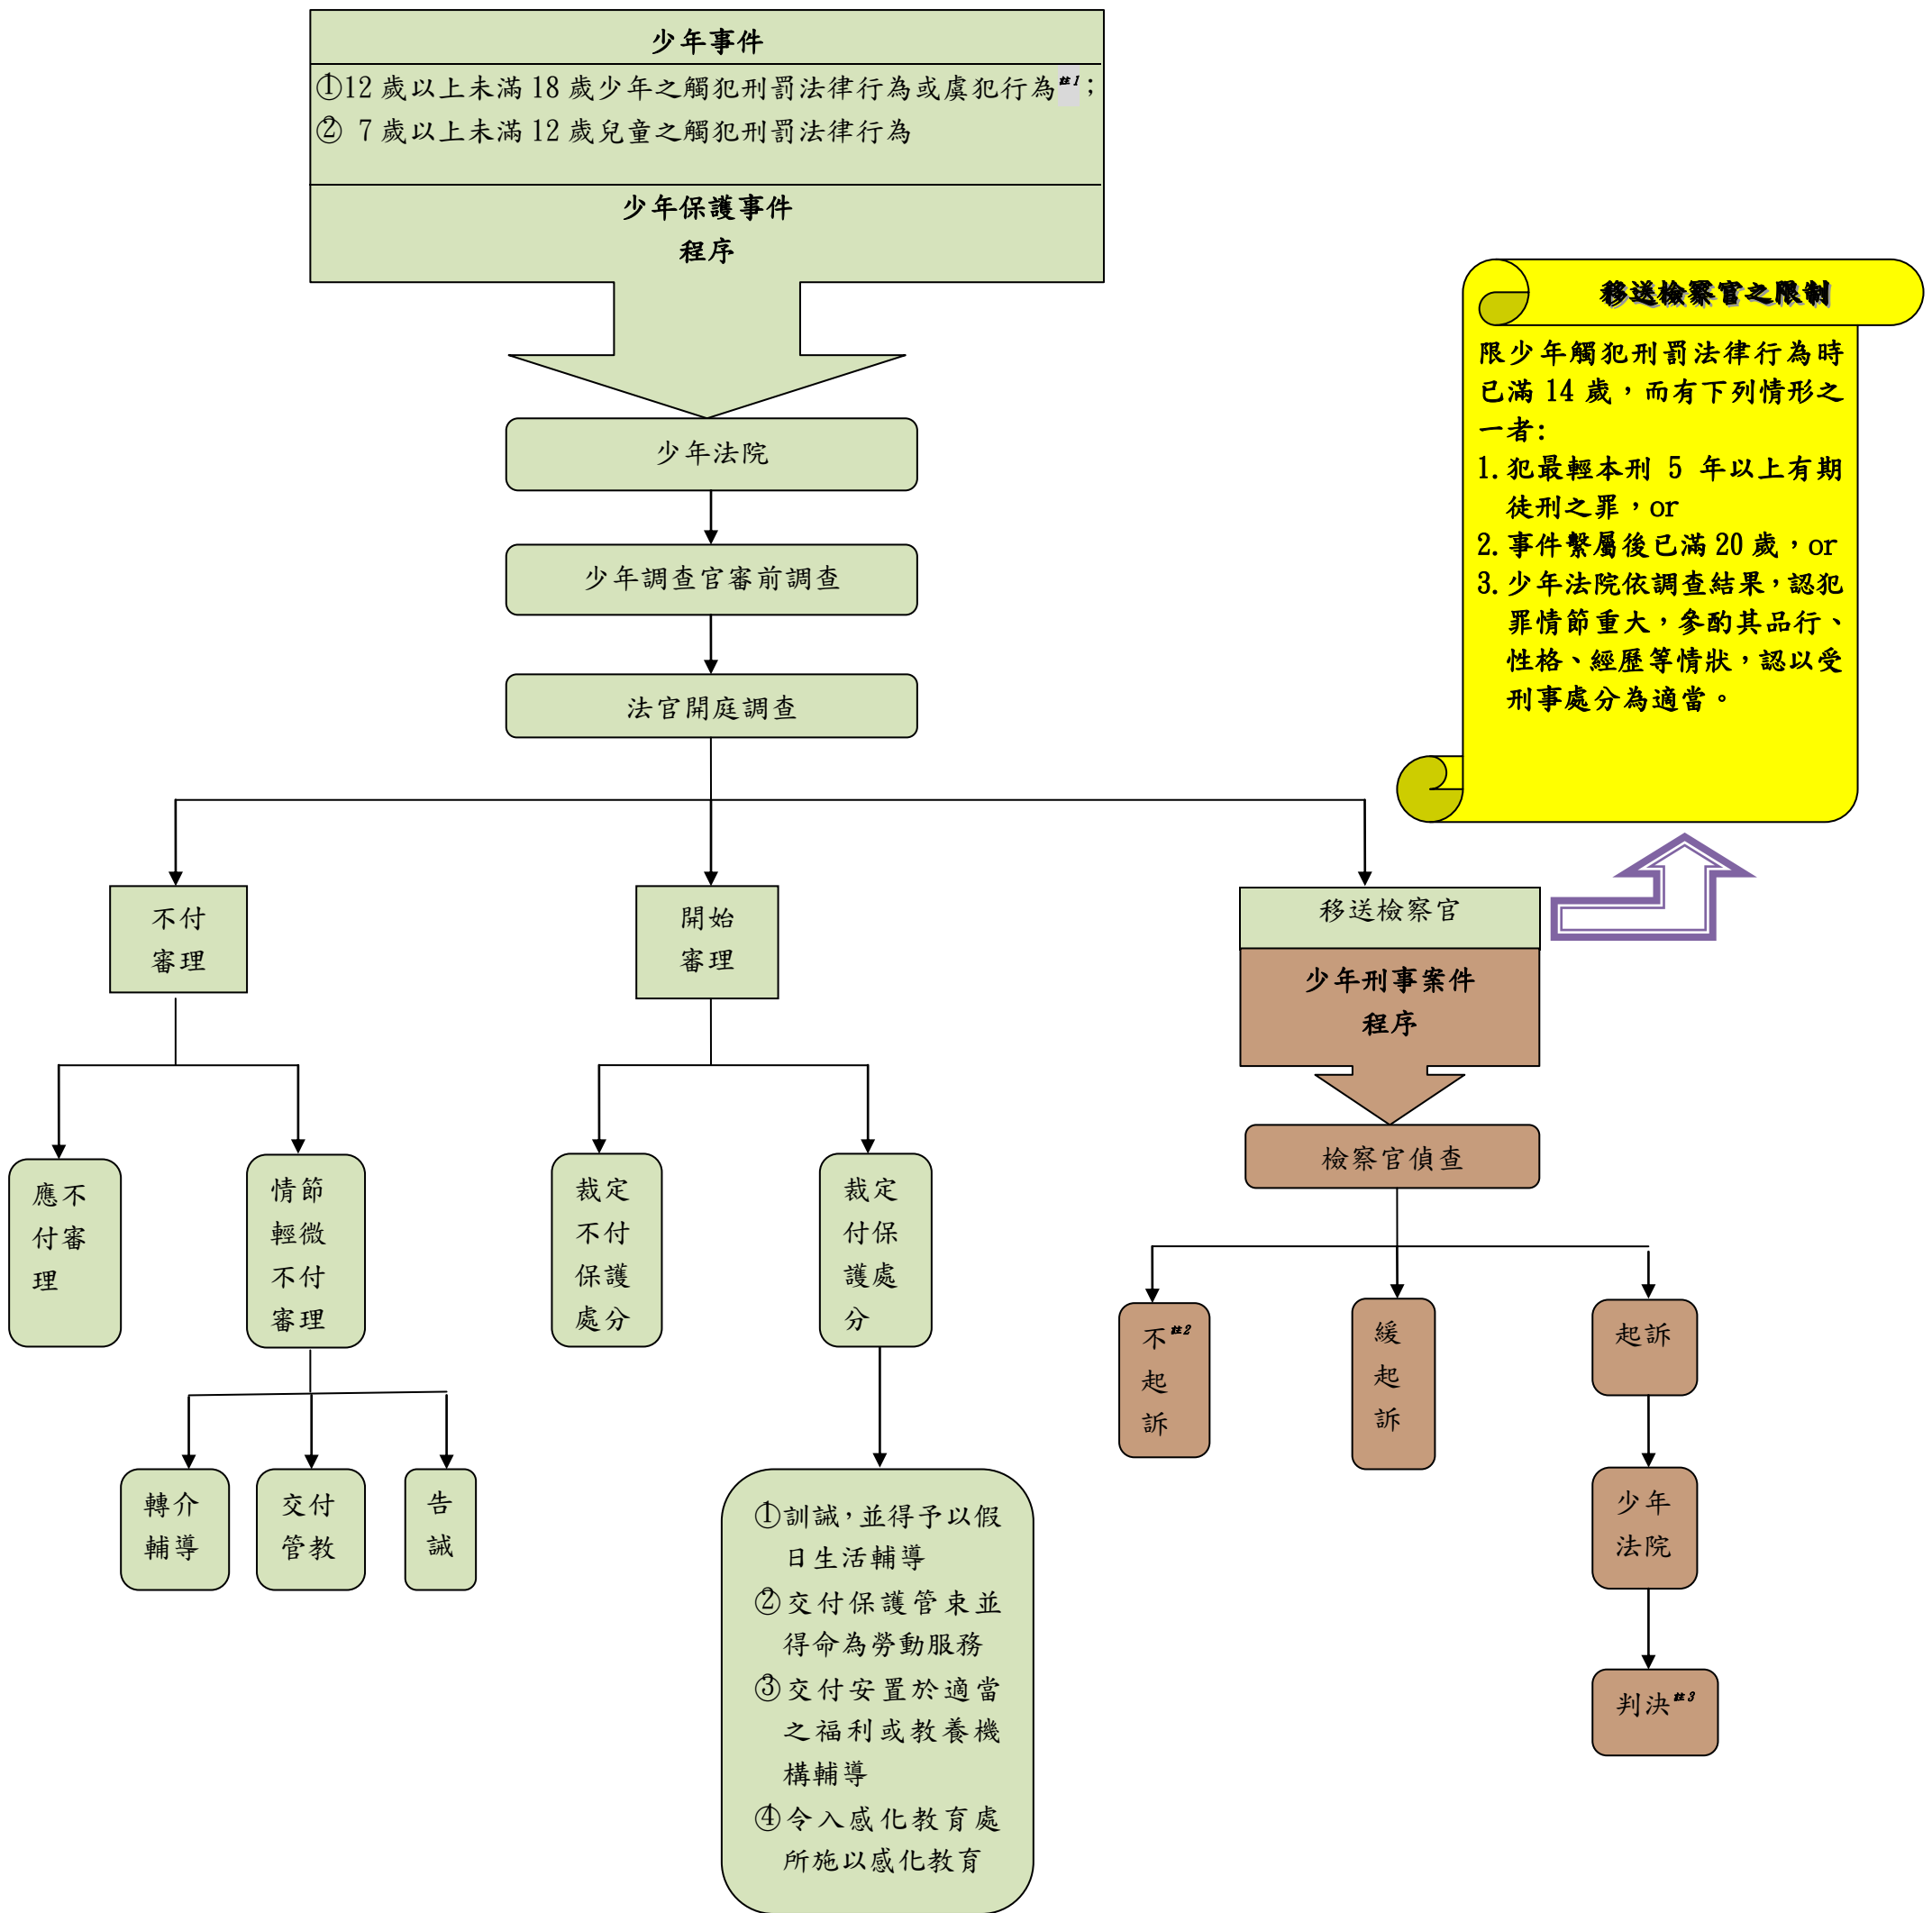 少年事件
①12 歲以上未滿 18 歲少年之觸犯刑罰法律行為或虞犯行為註1；
② 7 歲以上未滿 12 歲兒童之觸犯刑罰法律行為
少年保護事件
程序
少年法院
少年調查官審前調查
法官開庭調查
移送檢察官之限制
限少年觸犯刑罰法律行為時
已滿 14 歲，而有下列情形之
一者:
1.犯最輕本刑 5 年以上有期
徒刑之罪，or
2.事件繫屬後已滿 20 歲，or
3.少年法院依調查結果，認犯
罪情節重大，參酌其品行、
性格、經歷等情狀，認以受
刑事處分為適當。
不付
審理
開始
審理
移送檢察官
少年刑事案件
程序
檢察官偵查
應不
付審
理
情節
輕微
不付
審理
裁定
不付
保護
處分
裁定
付保
護處
分
不註2
起
訴
緩
起
訴
起訴
轉介
輔導
交付
管教
告
誡
①訓誡，並得予以假
日生活輔導
②交付保護管束並
得命為勞動服務
③交付安置於適當
之福利或教養機
構輔導
④令入感化教育處
所施以感化教育
少年
法院
判決註3